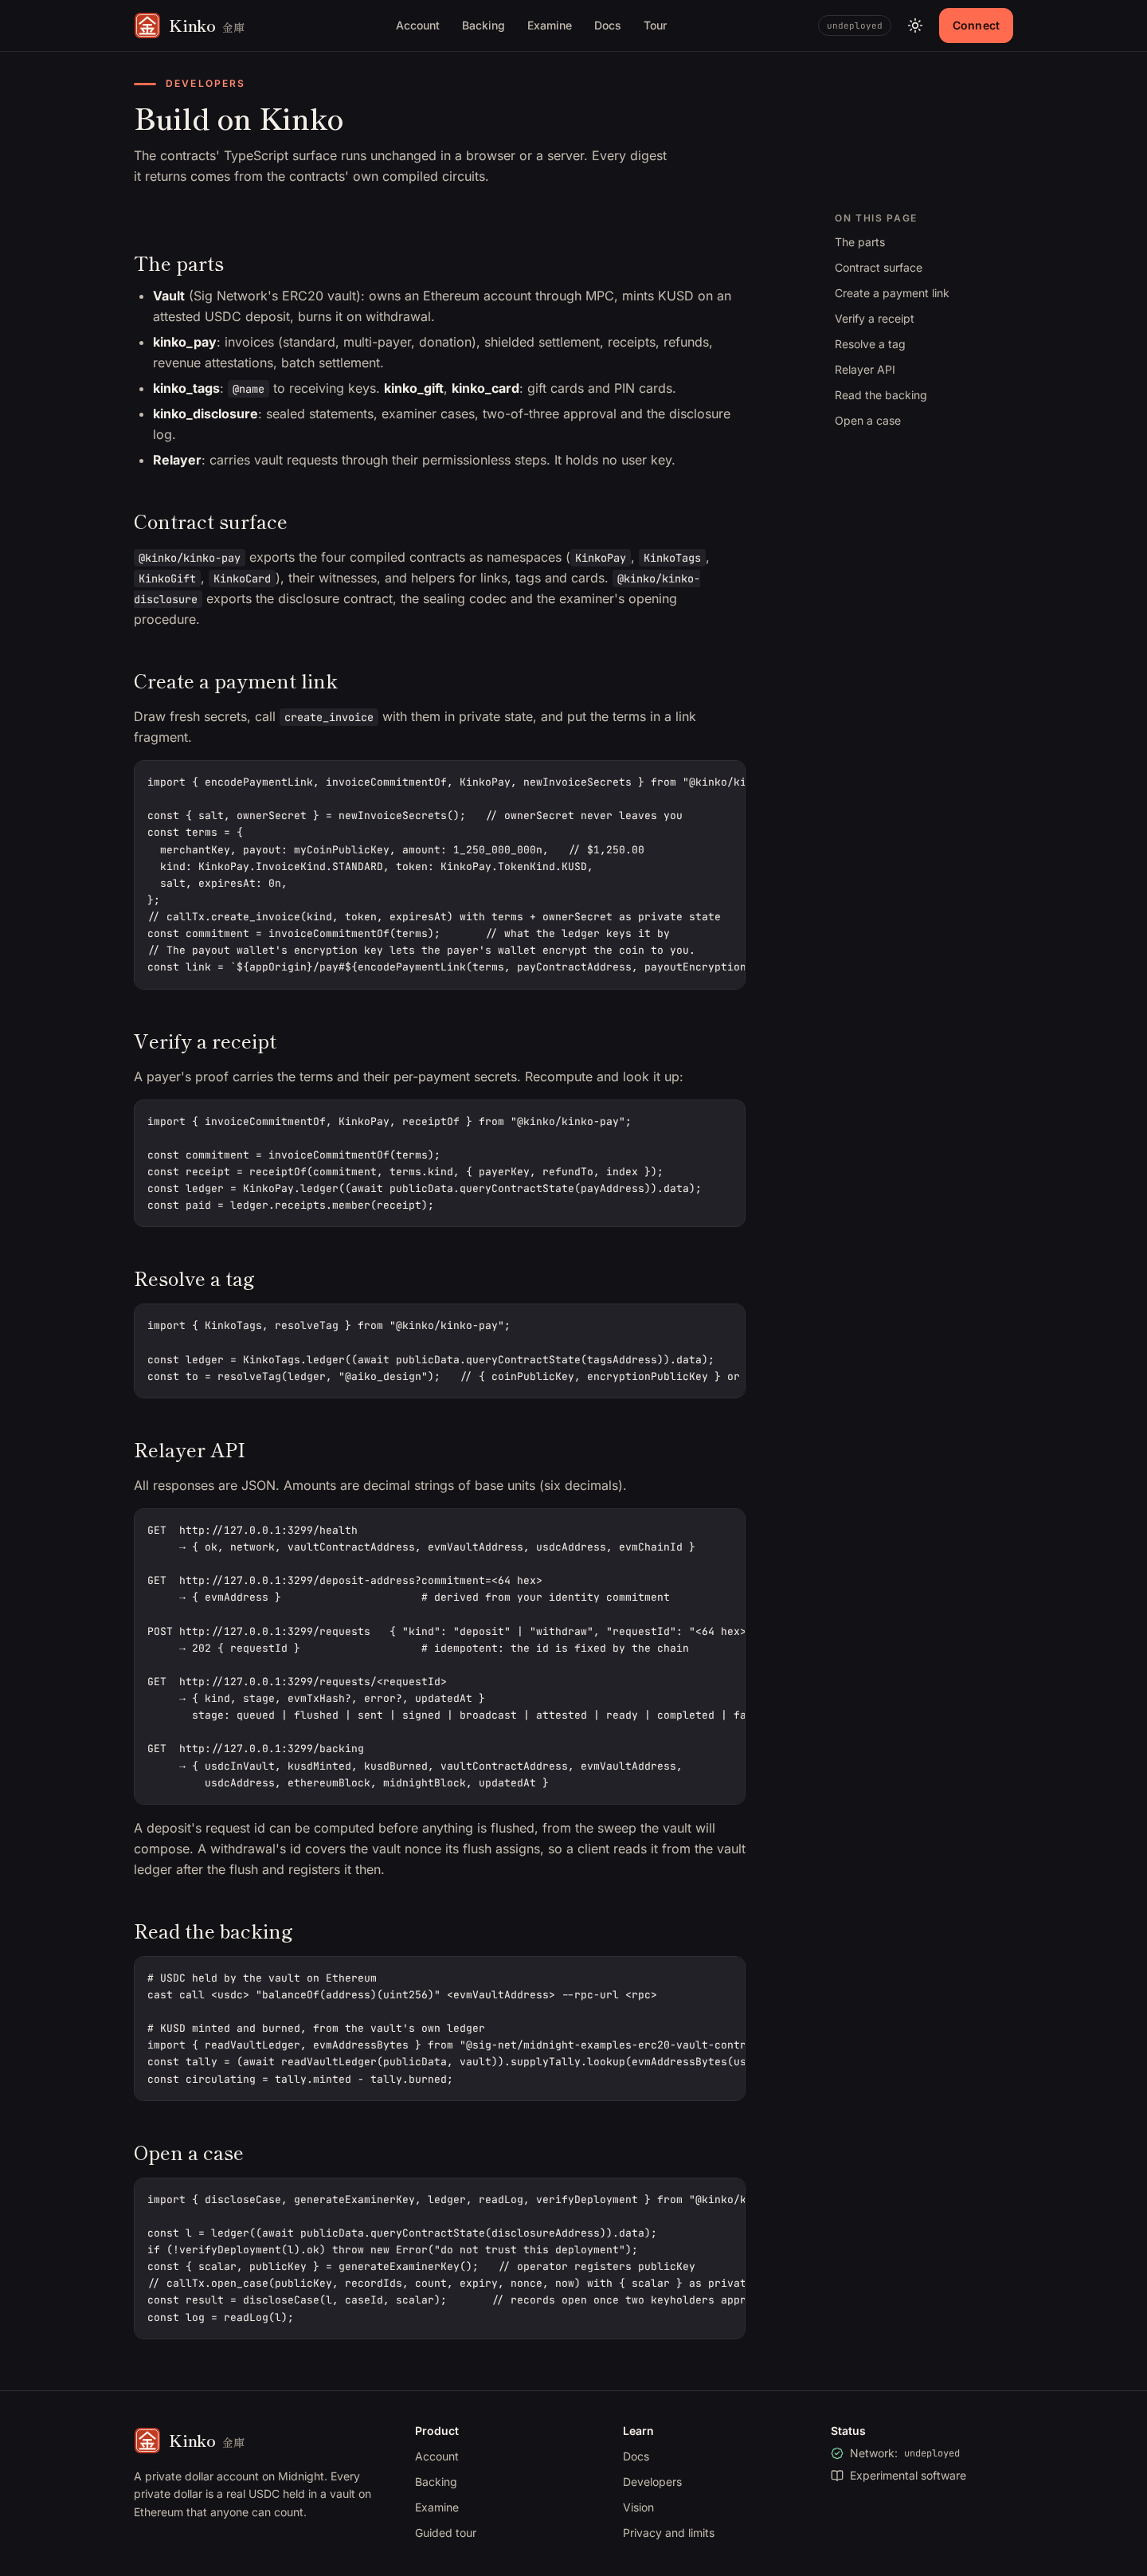 金 Kinko 金庫
Account Backing Examine Docs Tour
undeployed
Connect
DEVELOPERS
Build on Kinko
The contracts' TypeScript surface runs unchanged in a browser or a server. Every digest
it returns comes from the contracts' own compiled circuits.
The parts
• Vault (Sig Network's ERC20 vault): owns an Ethereum account through MPC, mints KUSD on an
attested USDC deposit, burns it on withdrawal.
• kinko_pay: invoices (standard, multi-payer, donation), shielded settlement, receipts, refunds,
revenue attestations, batch settlement.
• kinko_tags: @name to receiving keys. kinko_gift, kinko_card: gift cards and PIN cards.
• kinko_disclosure: sealed statements, examiner cases, two-of-three approval and the disclosure
log.
• Relayer: carries vault requests through their permissionless steps. It holds no user key.
ON THIS PAGE
The parts
Contract surface
Create a payment link
Verify a receipt
Resolve a tag
Relayer API
Read the backing
Open a case
Contract surface
@kinko/kinko-pay exports the four compiled contracts as namespaces (KinkoPay, KinkoTags,
KinkoGift, KinkoCard), their witnesses, and helpers for links, tags and cards. @kinko/kinko-
disclosure exports the disclosure contract, the sealing codec and the examiner's opening
procedure.
Create a payment link
Draw fresh secrets, call create_invoice with them in private state, and put the terms in a link
fragment.
import { encodePaymentLink, invoiceCommitmentOf, KinkoPay, newInvoiceSecrets } from "@kinko/ki
const { salt, ownerSecret } = newInvoiceSecrets();   // ownerSecret never leaves you
const terms = {
  merchantKey, payout: myCoinPublicKey, amount: 1_250_000_000n,   // $1,250.00
  kind: KinkoPay.InvoiceKind.STANDARD, token: KinkoPay.TokenKind.KUSD,
  salt, expiresAt: 0n,
};
// callTx.create_invoice(kind, token, expiresAt) with terms + ownerSecret as private state
const commitment = invoiceCommitmentOf(terms);       // what the ledger keys it by
// The payout wallet's encryption key lets the payer's wallet encrypt the coin to you.
const link = `${appOrigin}/pay#${encodePaymentLink(terms, payContractAddress, payoutEncryption
Verify a receipt
A payer's proof carries the terms and their per-payment secrets. Recompute and look it up:
import { invoiceCommitmentOf, KinkoPay, receiptOf } from "@kinko/kinko-pay";
const commitment = invoiceCommitmentOf(terms);
const receipt = receiptOf(commitment, terms.kind, { payerKey, refundTo, index });
const ledger = KinkoPay.ledger((await publicData.queryContractState(payAddress)).data);
const paid = ledger.receipts.member(receipt);
Resolve a tag
import { KinkoTags, resolveTag } from "@kinko/kinko-pay";
const ledger = KinkoTags.ledger((await publicData.queryContractState(tagsAddress)).data);
const to = resolveTag(ledger, "@aiko_design");   // { coinPublicKey, encryptionPublicKey } or
Relayer API
All responses are JSON. Amounts are decimal strings of base units (six decimals).
GET  http://127.0.0.1:3299/health
     → { ok, network, vaultContractAddress, evmVaultAddress, usdcAddress, evmChainId }
GET  http://127.0.0.1:3299/deposit-address?commitment=<64 hex>
     → { evmAddress }                      # derived from your identity commitment
POST http://127.0.0.1:3299/requests   { "kind": "deposit" | "withdraw", "requestId": "<64 hex>
     → 202 { requestId }                   # idempotent: the id is fixed by the chain
GET  http://127.0.0.1:3299/requests/<requestId>
     → { kind, stage, evmTxHash?, error?, updatedAt }
       stage: queued | flushed | sent | signed | broadcast | attested | ready | completed | fa
GET  http://127.0.0.1:3299/backing
     → { usdcInVault, kusdMinted, kusdBurned, vaultContractAddress, evmVaultAddress,
         usdcAddress, ethereumBlock, midnightBlock, updatedAt }
A deposit's request id can be computed before anything is flushed, from the sweep the vault will
compose. A withdrawal's id covers the vault nonce its flush assigns, so a client reads it from the vault
ledger after the flush and registers it then.
Read the backing
# USDC held by the vault on Ethereum
cast call <usdc> "balanceOf(address)(uint256)" <evmVaultAddress> --rpc-url <rpc>
# KUSD minted and burned, from the vault's own ledger
import { readVaultLedger, evmAddressBytes } from "@sig-net/midnight-examples-erc20-vault-contr
const tally = (await readVaultLedger(publicData, vault)).supplyTally.lookup(evmAddressBytes(us
const circulating = tally.minted - tally.burned;
Open a case
import { discloseCase, generateExaminerKey, ledger, readLog, verifyDeployment } from "@kinko/k
const l = ledger((await publicData.queryContractState(disclosureAddress)).data);
if (!verifyDeployment(l).ok) throw new Error("do not trust this deployment");
const { scalar, publicKey } = generateExaminerKey();   // operator registers publicKey
// callTx.open_case(publicKey, recordIds, count, expiry, nonce, now) with { scalar } as privat
const result = discloseCase(l, caseId, scalar);       // records open once two keyholders appr
const log = readLog(l);
金 Kinko 金庫
A private dollar account on Midnight. Every
private dollar is a real USDC held in a vault on
Ethereum that anyone can count.
Product
Account
Backing
Examine
Guided tour
Learn
Docs
Developers
Vision
Privacy and limits
Status
Network: undeployed
Experimental software